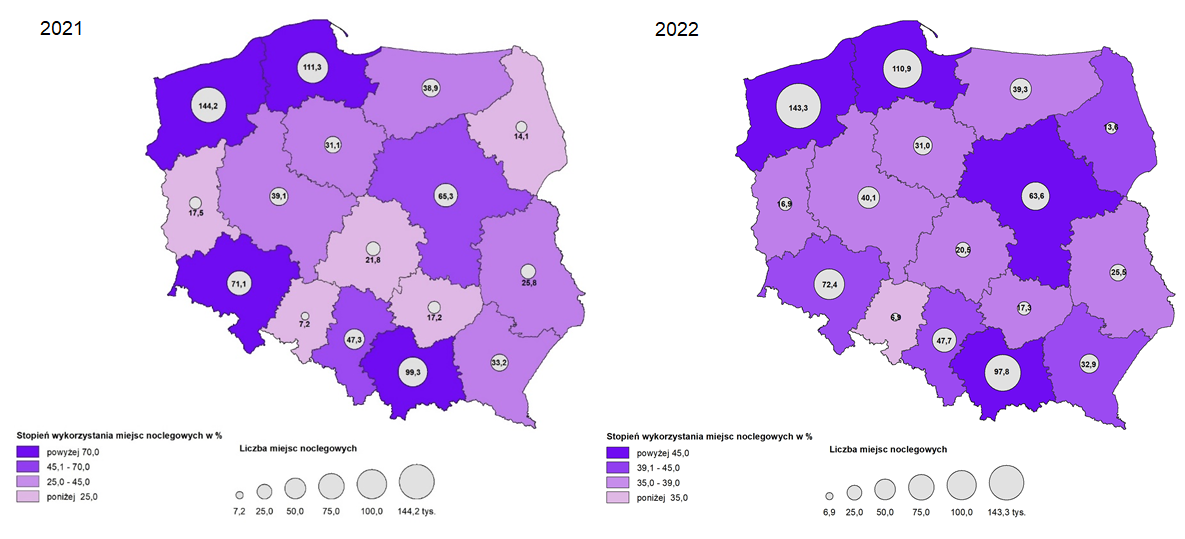 2021
111,3
144,2
38,9
14,1
31,1
39,1
65,3
17,5
21,8
25,8
71,1
7,2
17,2
47,3
99,3
33,2
Stopień wykorzystania miejsc noclegowych w %
powyżej 70,0
45,1 - 70,0
25,0 - 45,0
poniżej 25,0
Liczba miejsc noclegowych
7,2 25,0 50,0 75,0 100,0 144,2 tys.
2022
110,9
143,3
39,3
13,6
31,0
40,1
63,6
16,9
20,5
25,5
72,4
6,9
17,3
47,7
97,8
32,9
Stopień wykorzystania miejsc noclegowych w %
powyżej 45,0
39,1 - 45,0
35,0 - 39,0
poniżej 35,0
Liczba miejsc noclegowych
6,9 25,0 50,0 75,0 100,0 143,3 tys.